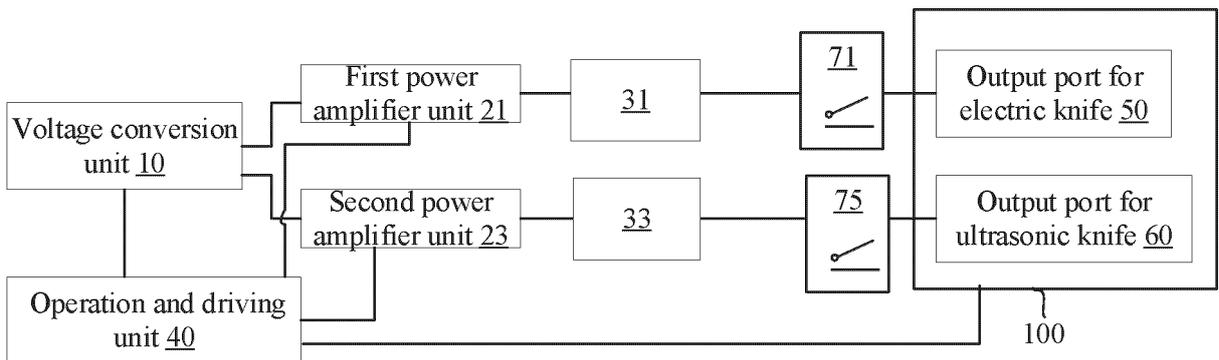 Voltage conversion
unit 10
First power
amplifier unit 21
31
71
Output port for
electric knife 50
Second power
amplifier unit 23
33
75
Output port for
ultrasonic knife 60
Operation and driving
unit 40
100